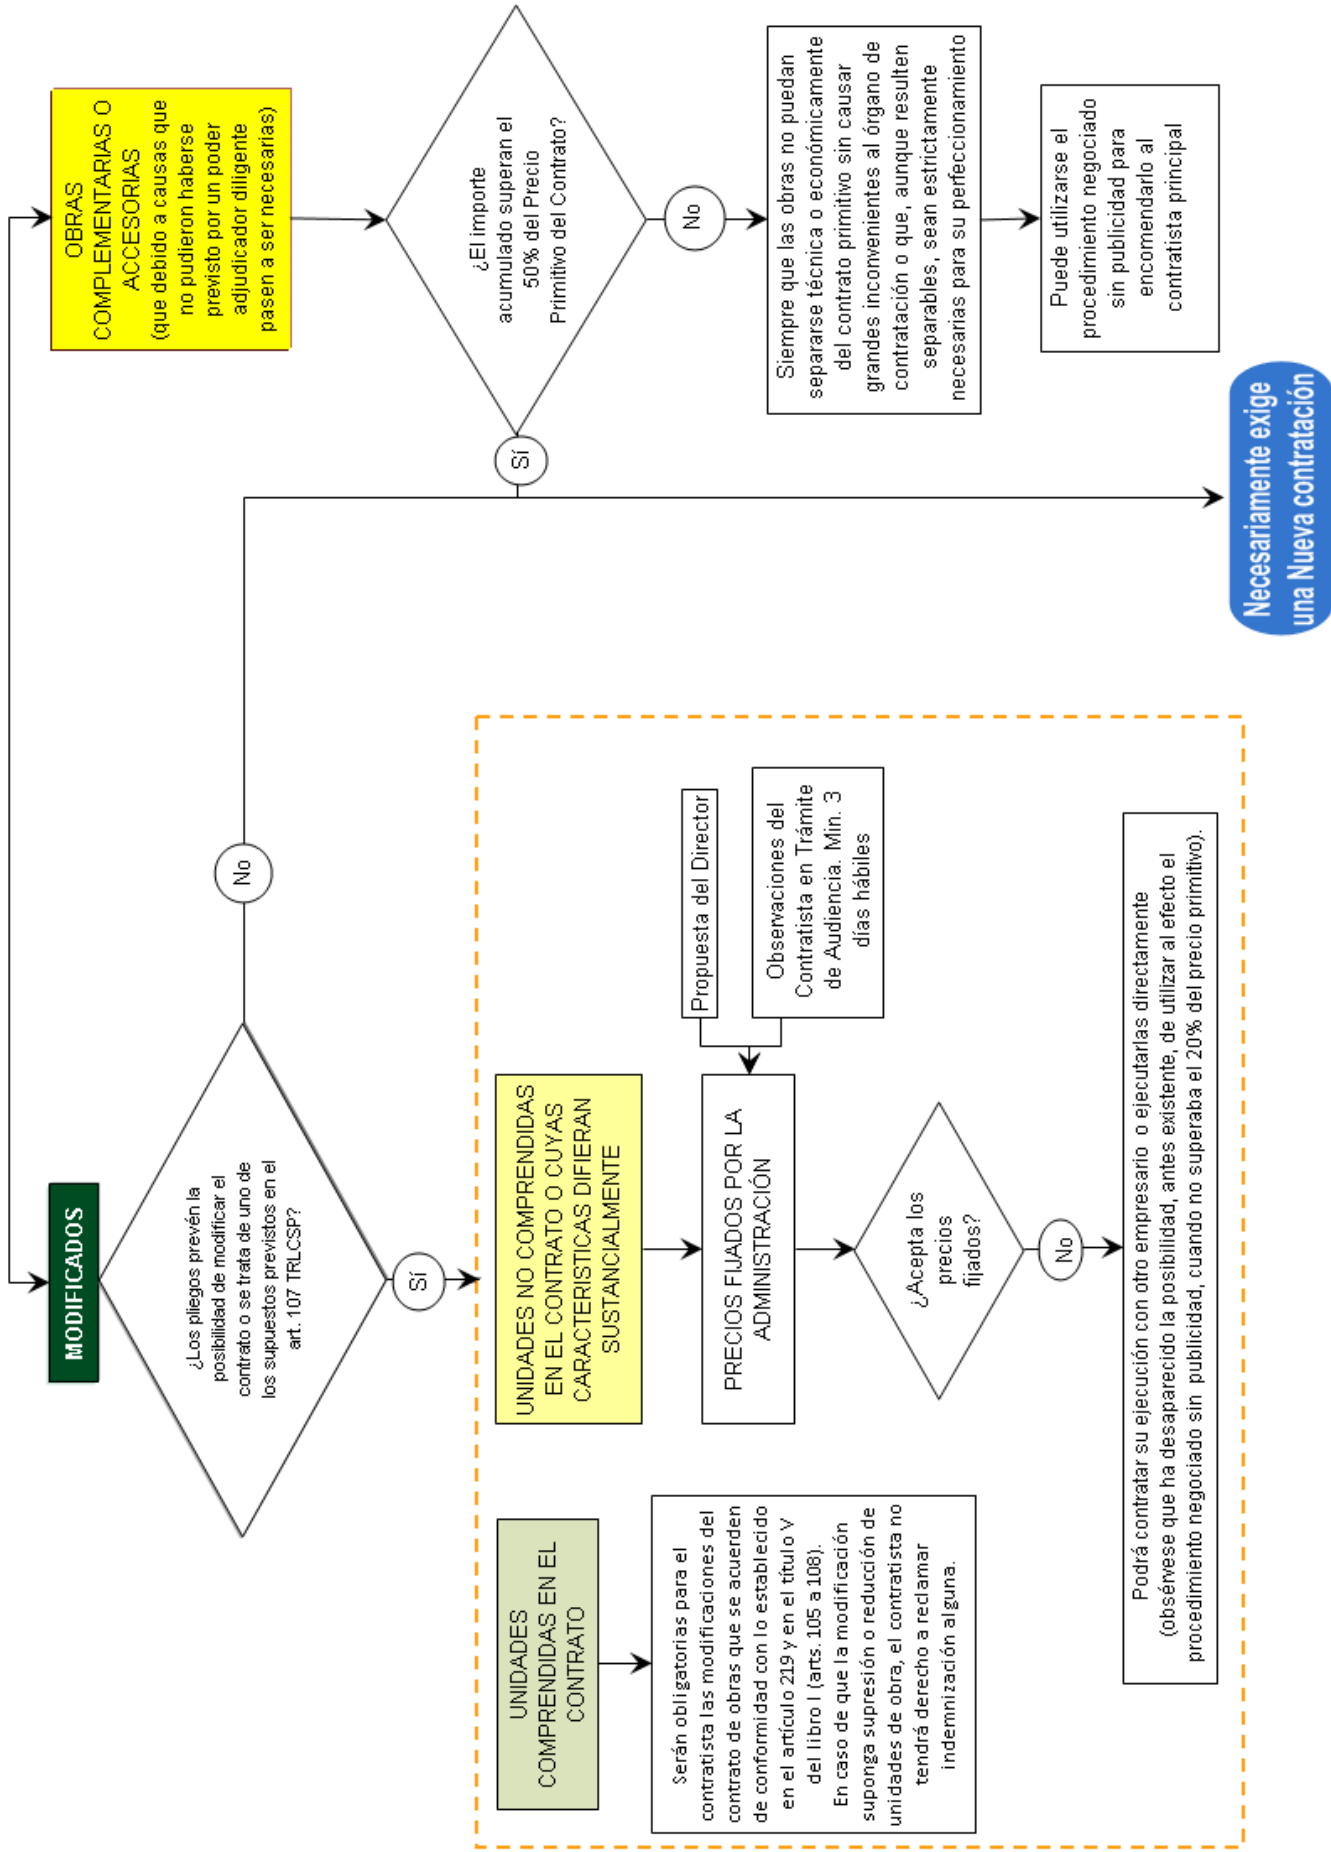 MODIFICADOS
¿Los pliegos prevén la
posibilidad de modificar el
contrato o se trata de uno de
los supuestos previstos en el
art. 107 TRLCSP?
No
Sí
OBRAS
COMPLEMENTARIAS O
ACCESORIAS
(que debido a causas que
no pudieron haberse
previsto por un poder
adjudicador diligente
pasen a ser necesarias)
¿El importe
acumulado superan el
50% del Precio
Primitivo del Contrato?
Sí
No
Siempre que las obras no puedan
separarse técnica o económicamente
del contrato primitivo sin causar
grandes inconvenientes al órgano de
contratación o que, aunque resulten
separables, sean estrictamente
necesarias para su perfeccionamiento
Puede utilizarse el
procedimiento negociado
sin publicidad para
encomendarlo al
contratista principal
Necesariamente exige
una Nueva contratación
UNIDADES
COMPRENDIDAS EN EL
CONTRATO
Serán obligatorias para el
contratista las modificaciones del
contrato de obras que se acuerden
de conformidad con lo establecido
en el artículo 219 y en el título V
del libro I (arts. 105 a 108).
En caso de que la modificación
suponga supresión o reducción de
unidades de obra, el contratista no
tendrá derecho a reclamar
indemnización alguna.
UNIDADES NO COMPRENDIDAS
EN EL CONTRATO O CUYAS
CARACTERISTICAS DIFIERAN
SUSTANCIALMENTE
PRECIOS FIJADOS POR LA
ADMINISTRACIÓN
Propuesta del Director
Observaciones del
Contratista en Trámite
de Audiencia. Min. 3
días hábiles
¿Acepta los
precios
fijados?
No
Podrá contratar su ejecución con otro empresario o ejecutarlas directamente
(obsérvese que ha desaparecido la posibilidad, antes existente, de utilizar al efecto el
procedimiento negociado sin publicidad, cuando no superaba el 20% del precio primitivo).